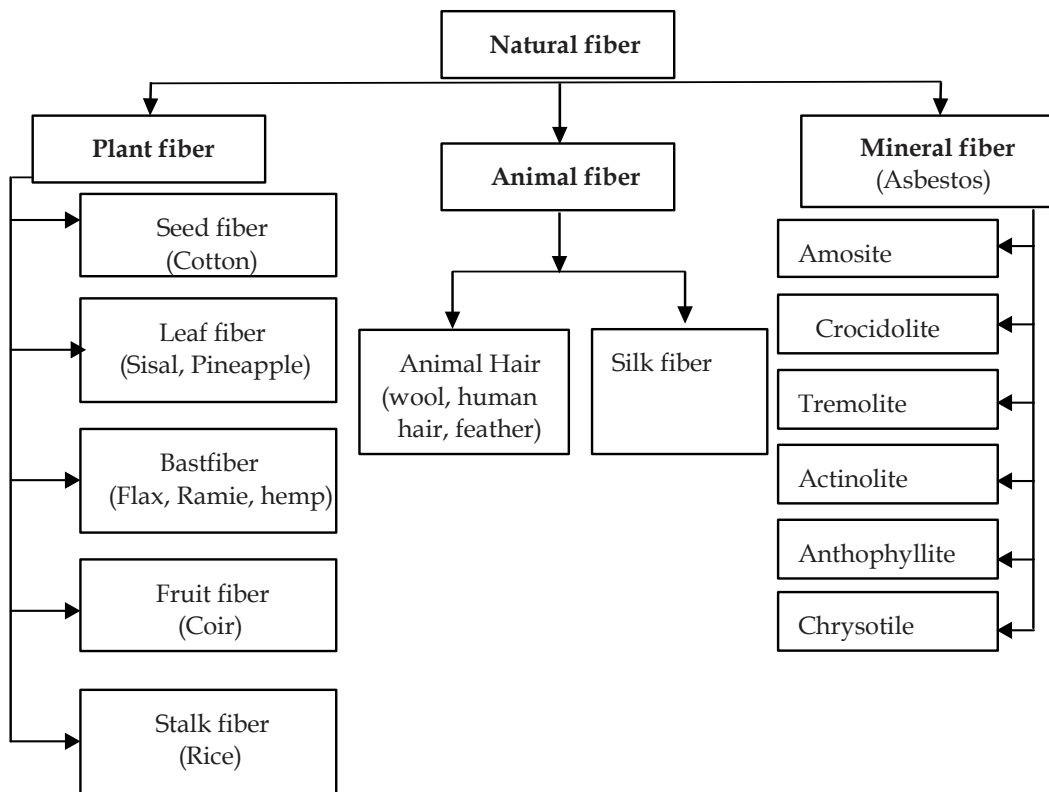 Natural fiber
Plant fiber
Seed fiber
(Cotton)
Leaf fiber
(Sisal, Pineapple)
Bastfiber
(Flax, Ramie, hemp)
Fruit fiber
(Coir)
Stalk fiber
(Rice)
Animal fiber
Animal Hair
(wool, human
hair, feather)
Silk fiber
Mineral fiber
(Asbestos)
Amosite
Crocidolite
Tremolite
Actinolite
Anthophyllite
Chrysotile